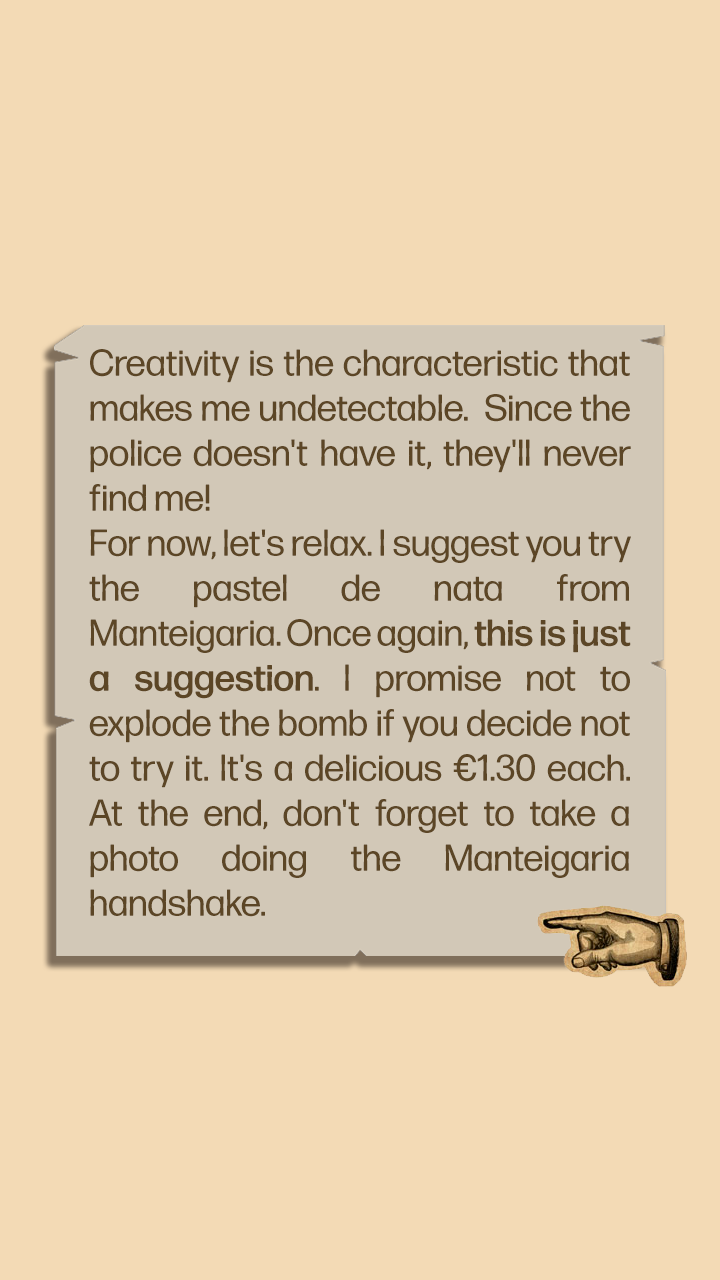 Creativity is the characteristic that
makes me undetectable.  Since the
police doesn't have it, they'll never
find me!
For now, let's relax. I suggest you try
the pastel de nata from
Manteigaria. Once again, this is just
a suggestion. I promise not to
explode the bomb if you decide not
to try it. It's a delicious €1.30 each.
At the end, don't forget to take a
photo doing the Manteigaria
handshake.